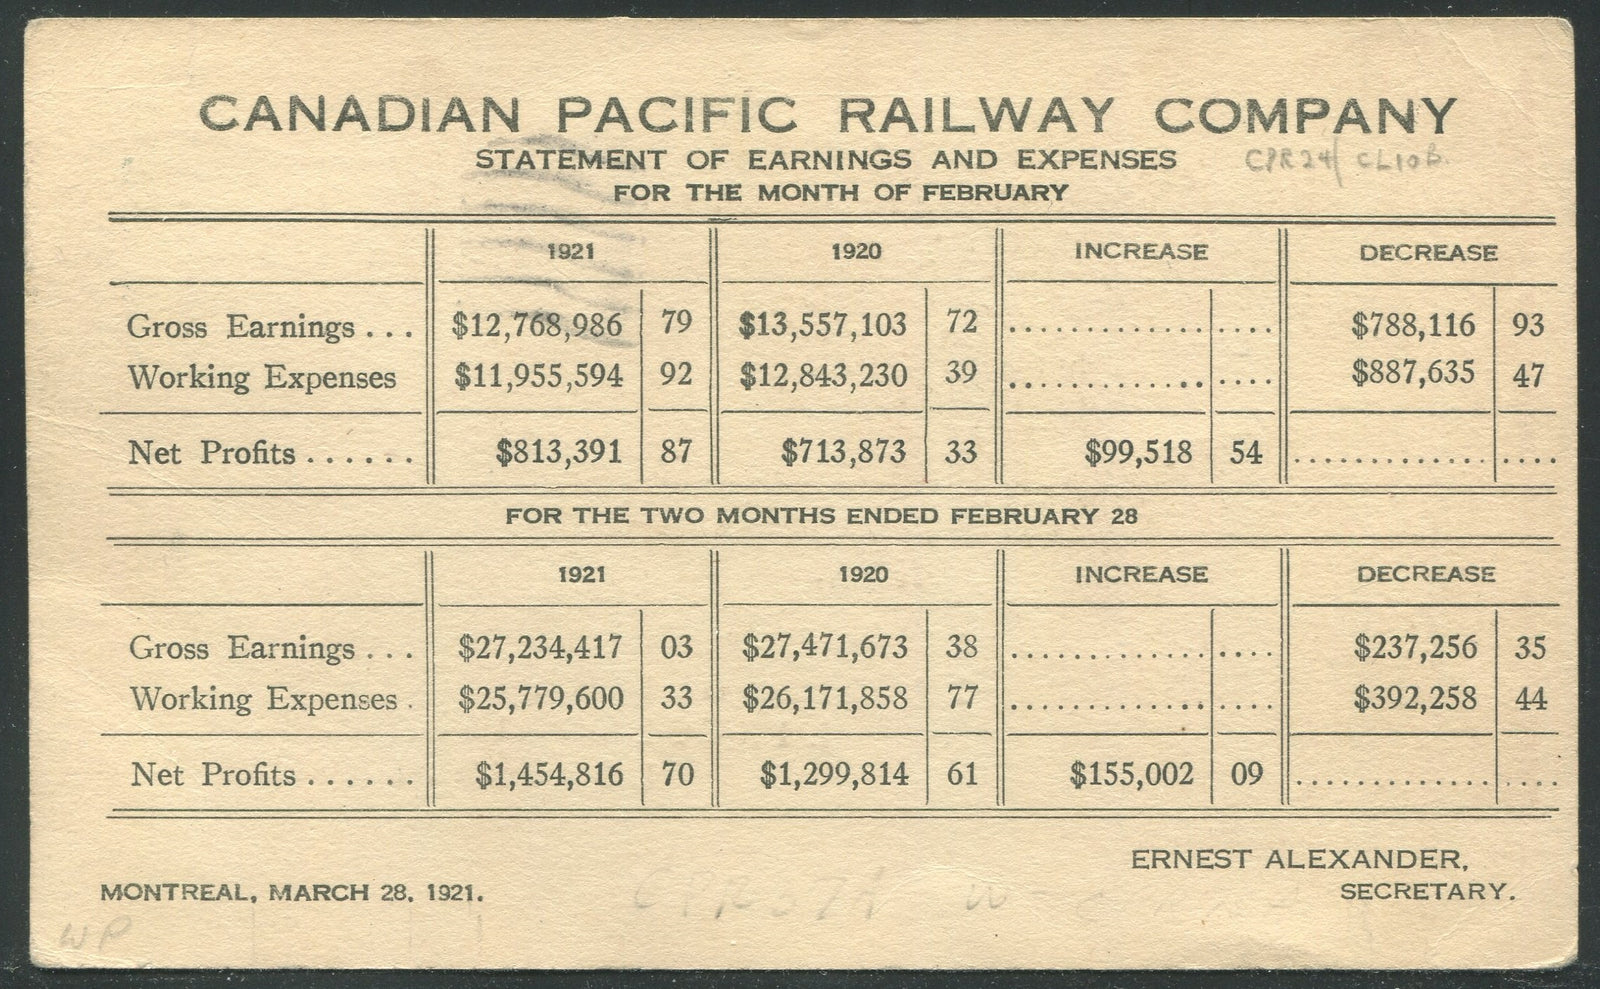 CANADIAN PACIFIC RAILWAY COMPANY
STATEMENT OF EARNINGS AND EXPENSES
CPR24/ CL10B.
FOR THE MONTH OF FEBRUARY
1921 1920 INCREASE DECREASE
Gross Earnings . . . $12,768,986 79 $13,557,103 72 ................ .... $788,116 93
Working Expenses $11,955,594 92 $12,843,230 39 ................ .... $887,635 47
Net Profits . . . . . . $813,391 87 $713,873 33 $99,518 54 ................ ....
FOR THE TWO MONTHS ENDED FEBRUARY 28
1921 1920 INCREASE DECREASE
Gross Earnings . . . $27,234,417 03 $27,471,673 38 ................ .... $237,256 35
Working Expenses . $25,779,600 33 $26,171,858 77 ................ .... $392,258 44
Net Profits . . . . . . $1,454,816 70 $1,299,814 61 $155,002 09 ................ ....
ERNEST ALEXANDER,
MONTREAL, MARCH 28, 1921. SECRETARY.
WP